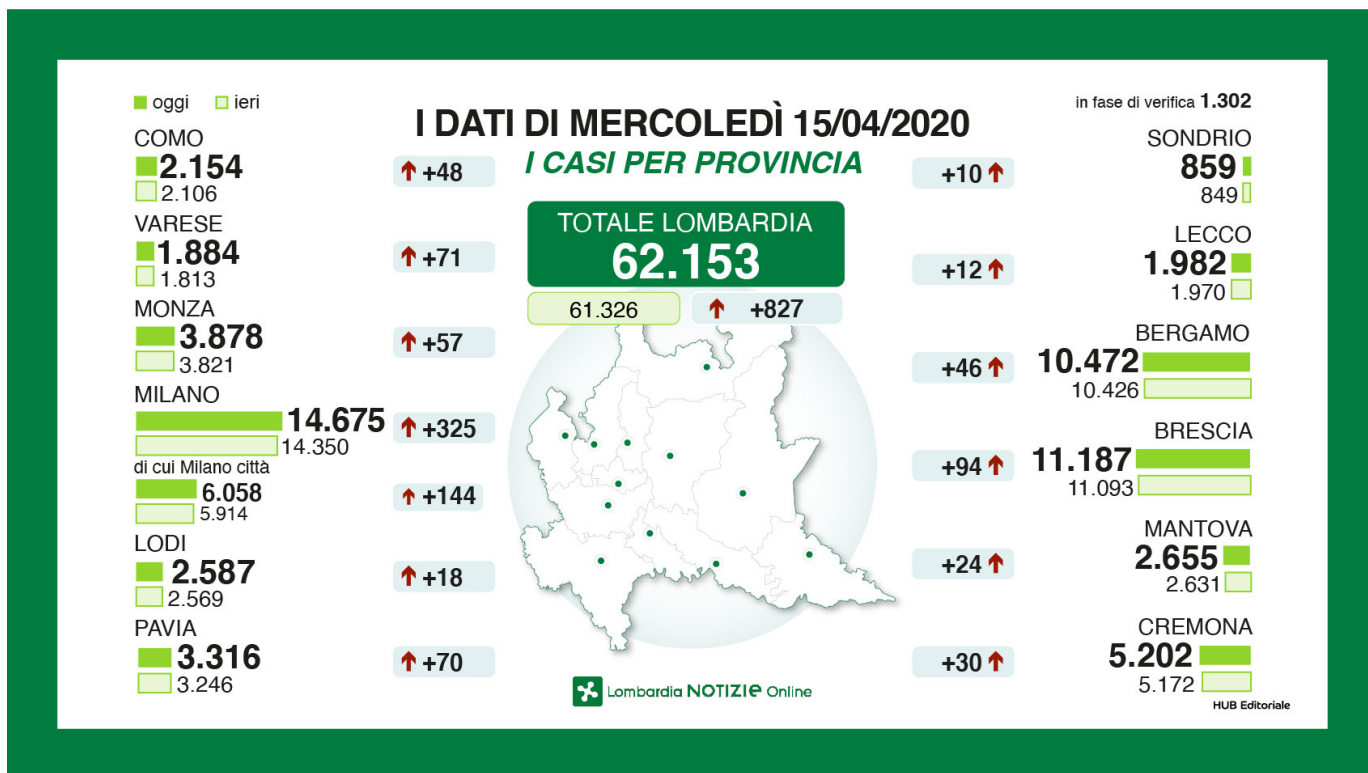 oggi ieri
I DATI DI MERCOLEDÌ 15/04/2020
I CASI PER PROVINCIA
TOTALE LOMBARDIA
62.153
61.326
+827
COMO
2.154
2.106
+48
VARESE
1.884
1.813
+71
MONZA
3.878
3.821
+57
MILANO
14.675
14.350
+325
di cui Milano città
6.058
5.914
+144
LODI
2.587
2.569
+18
PAVIA
3.316
3.246
+70
in fase di verifica 1.302
SONDRIO
859
849
+10
LECCO
1.982
1.970
+12
BERGAMO
10.472
10.426
+46
BRESCIA
11.187
11.093
+94
MANTOVA
2.655
2.631
+24
CREMONA
5.202
5.172
+30
Lombardia NOTIZIE Online
HUB Editoriale